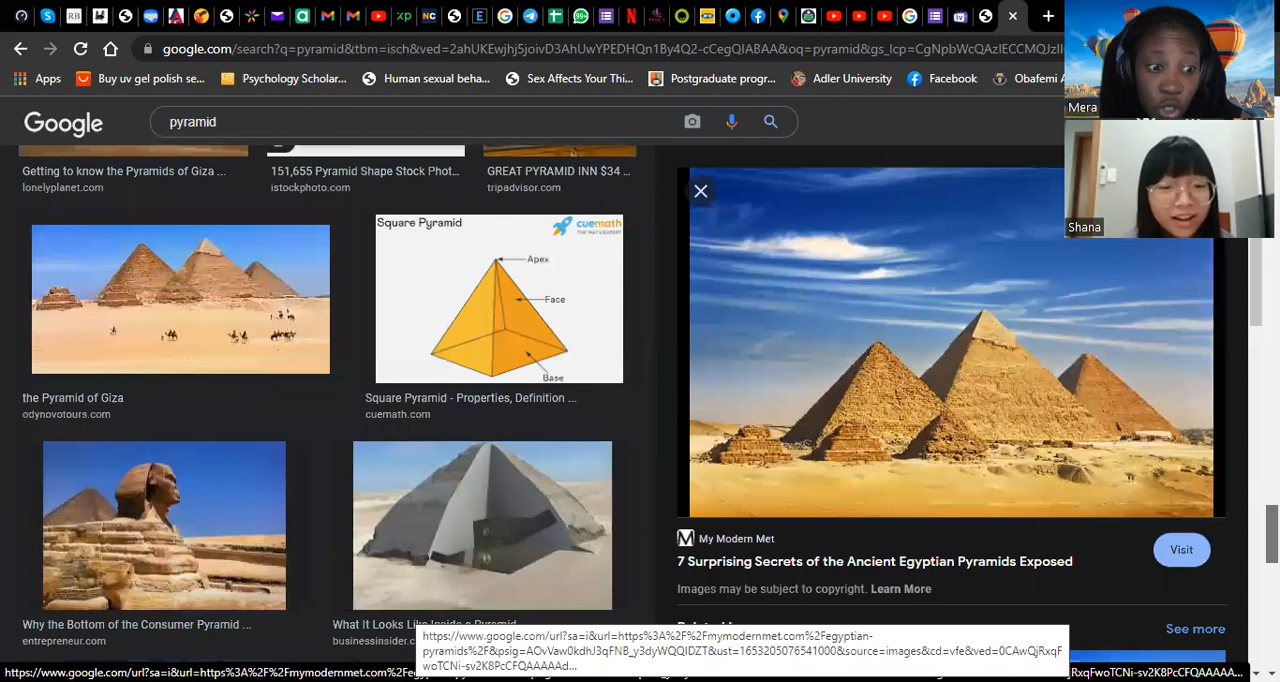 xp
NC
google.com/search?q=pyramid&tbm=isch&ved=2ahUKEwjhj5joivD3AhUwYPEDHQn1By4Q2-cCegQIABAA&oq=pyramid&gs_lcp=CgNpbWcQAzIECCMQJzII
Apps
Buy uv gel polish se...
Psychology Scholar...
Human sexual beha...
Sex Affects Your Thi...
Postgraduate progr...
Adler University
Facebook
Obafemi A
Mera
Shana
Google
pyramid
Getting to know the Pyramids of Giza ...
lonelyplanet.com
151,655 Pyramid Shape Stock Phot...
istockphoto.com
GREAT PYRAMID INN $34 ...
tripadvisor.com
Square Pyramid
cuemath
THE MATH EXPERT
Apex
Face
Base
the Pyramid of Giza
odynovotours.com
Square Pyramid - Properties, Definition ...
cuemath.com
Why the Bottom of the Consumer Pyramid ...
entrepreneur.com
What It Looks Like Inside a Pyramid
businessinsider.c
My Modern Met
7 Surprising Secrets of the Ancient Egyptian Pyramids Exposed
Visit
Images may be subject to copyright. Learn More
See more
https://www.google.com/url?sa=i&url=https%3A%2F%2Fmymodernmet.com%2Fegyptian-
pyramids%2F&psig=AOvVaw0kdhJ3qFNB_y3dyWQQIDZT&ust=1653205076541000&source=images&cd=vfe&ved=0CAwQjRxqF
woTCNi-sv2K8PcCFQAAAAAd...